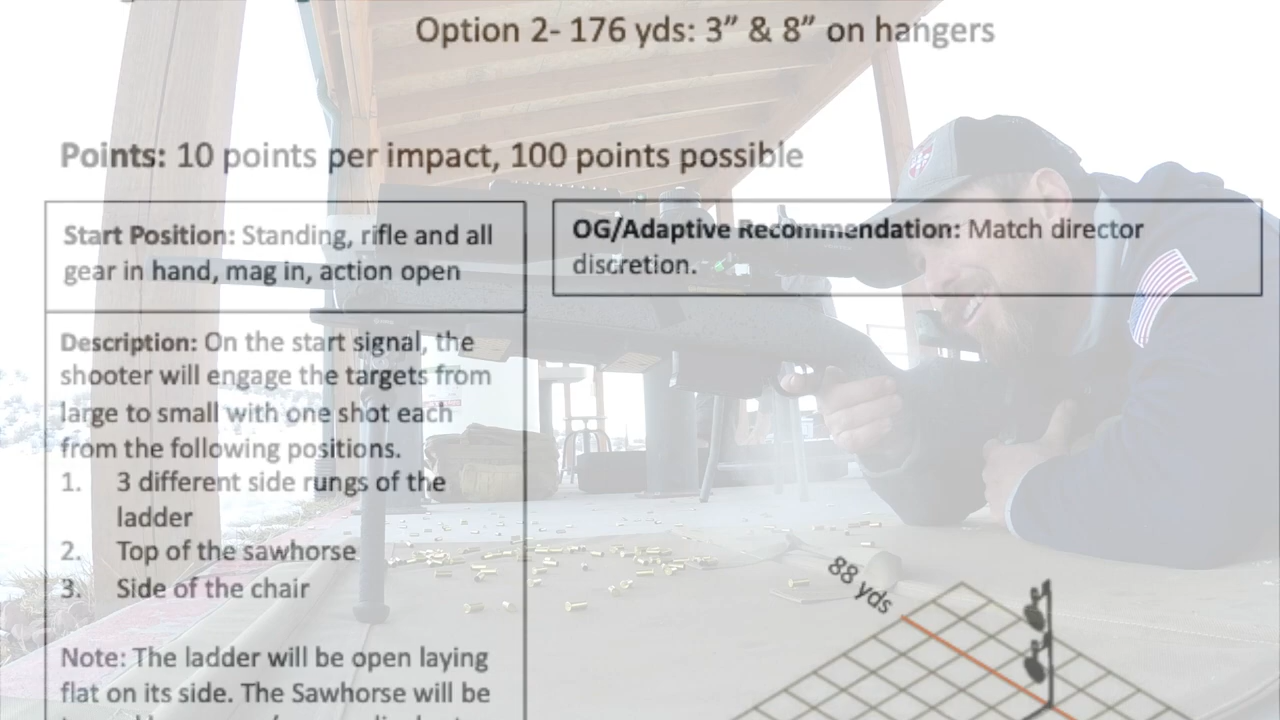 Option 2- 176 yds: 3” & 8” on hangers
Points: 10 points per impact, 100 points possible
Start Position: Standing, rifle and all
gear in hand, mag in, action open
OG/Adaptive Recommendation: Match director
discretion.
Description: On the start signal, the
shooter will engage the targets from
large to small with one shot each
from the following positions.
1. 3 different side rungs of the
ladder
2. Top of the sawhorse
3. Side of the chair
88 yds
Note: The ladder will be open laying
flat on its side. The Sawhorse will be